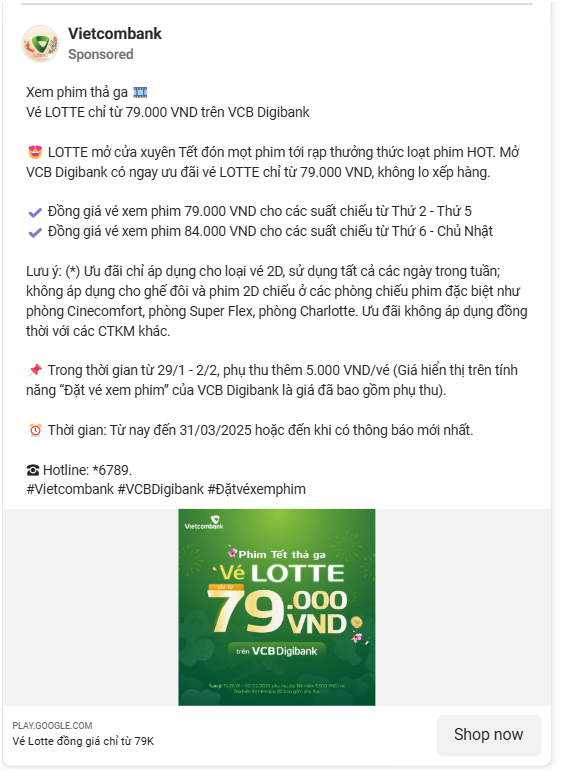 Vietcombank
Sponsored
Xem phim thả ga 🎞️
Vé LOTTE chỉ từ 79.000 VND trên VCB Digibank
😍 LOTTE mở cửa xuyên Tết đón mọt phim tới rạp thưởng thức loạt phim HOT. Mở
VCB Digibank có ngay ưu đãi vé LOTTE chỉ từ 79.000 VND, không lo xếp hàng.
✔ Đồng giá vé xem phim 79.000 VND cho các suất chiếu từ Thứ 2 - Thứ 5
✔ Đồng giá vé xem phim 84.000 VND cho các suất chiếu từ Thứ 6 - Chủ Nhật
Lưu ý: (*) Ưu đãi chỉ áp dụng cho loại vé 2D, sử dụng tất cả các ngày trong tuần;
không áp dụng cho ghế đôi và phim 2D chiếu ở các phòng chiếu phim đặc biệt như
phòng Cinecomfort, phòng Super Flex, phòng Charlotte. Ưu đãi không áp dụng đồng
thời với các CTKM khác.
📌 Trong thời gian từ 29/1 - 2/2, phụ thu thêm 5.000 VND/vé (Giá hiển thị trên tính
năng “Đặt vé xem phim” của VCB Digibank là giá đã bao gồm phụ thu).
⏰ Thời gian: Từ nay đến 31/03/2025 hoặc đến khi có thông báo mới nhất.
☎ Hotline: *6789.
#Vietcombank #VCBDigibank #Đặtvéxemphim
Vietcombank
Phim Tết thả ga
Vé LOTTE
79.000
VND
trên VCB Digibank
PLAY.GOOGLE.COM
Vé Lotte đồng giá chỉ từ 79K
Shop now